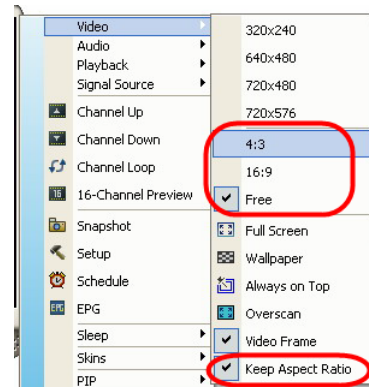 Video
Audio
Playback
Signal Source
Channel Up
Channel Down
Channel Loop
16 16-Channel Preview
Snapshot
Setup
Schedule
EPG EPG
Sleep
Skins
PIP
320x240
640x480
720x480
720x576
4:3
16:9
Free
Full Screen
Wallpaper
Always on Top
Overscan
Video Frame
Keep Aspect Ratio